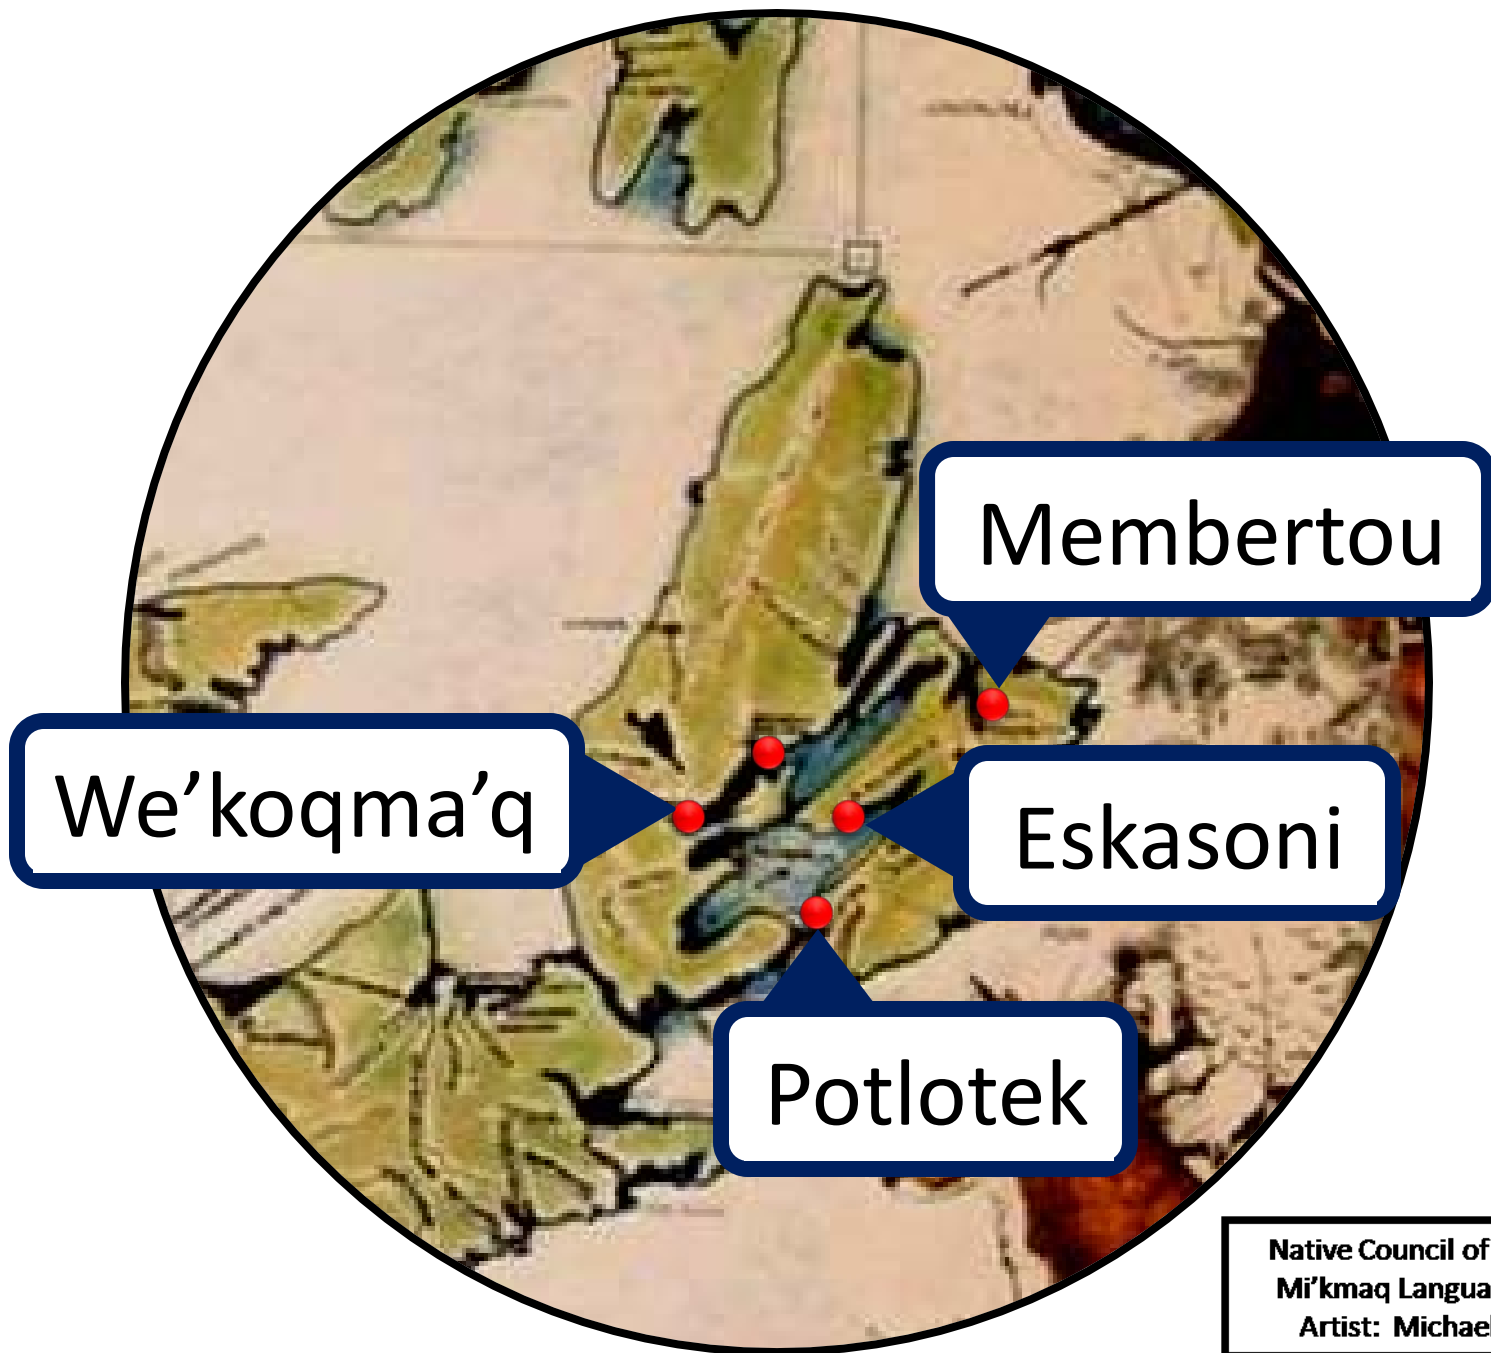 Membertou
We’koqma’q
Eskasoni
Potlotek
Native Council of
Mi’kmaq Langua
Artist: Michael